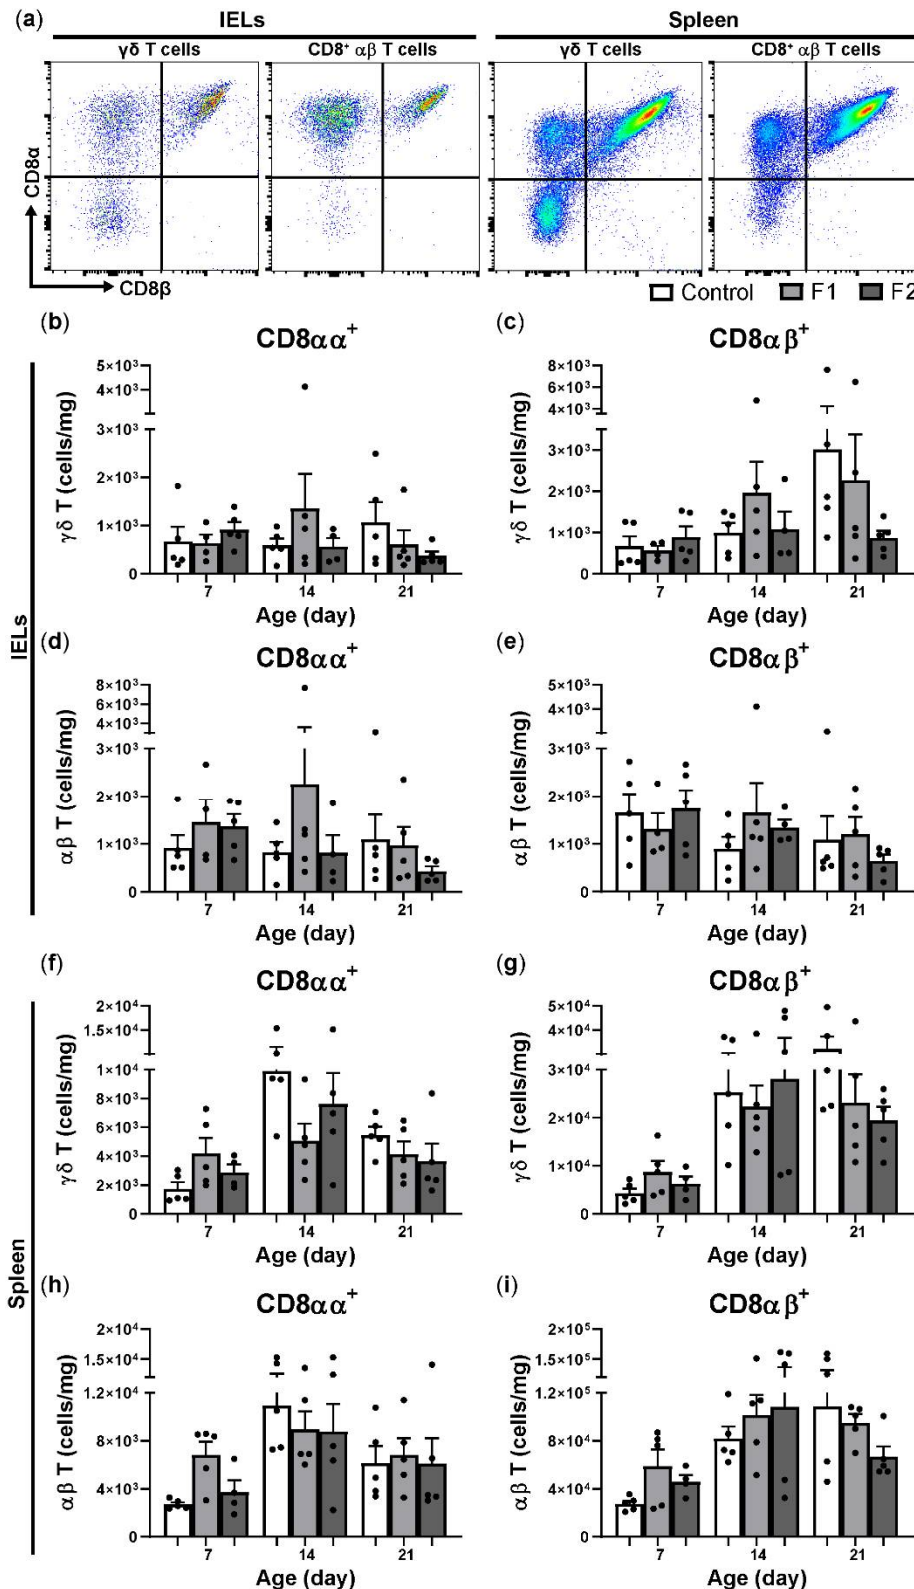 (a)
IELs
Spleen
γδ T cells
CD8⁺ αβ T cells
γδ T cells
CD8⁺ αβ T cells
CD8α
CD8β
Control F1 F2
IELs
(b)
CD8αα⁺
γδ T (cells/mg)
5×10³
4×10³
3×10³
2×10³
1×10³
0
7 14 21
Age (day)
(c)
CD8αβ⁺
γδ T (cells/mg)
8×10³
6×10³
4×10³
3×10³
2×10³
1×10³
0
7 14 21
Age (day)
(d)
CD8αα⁺
αβ T (cells/mg)
8×10³
6×10³
4×10³
3×10³
2×10³
1×10³
0
7 14 21
Age (day)
(e)
CD8αβ⁺
αβ T (cells/mg)
5×10³
4×10³
3×10³
2×10³
1×10³
0
7 14 21
Age (day)
Spleen
(f)
CD8αα⁺
γδ T (cells/mg)
2×10⁴
1.5×10⁴
1×10⁴
8×10³
6×10³
4×10³
2×10³
0
7 14 21
Age (day)
(g)
CD8αβ⁺
γδ T (cells/mg)
5×10⁴
4×10⁴
3×10⁴
2×10⁴
1×10⁴
0
7 14 21
Age (day)
(h)
CD8αα⁺
αβ T (cells/mg)
2×10⁴
1.5×10⁴
1.2×10⁴
8×10³
4×10³
0
7 14 21
Age (day)
(i)
CD8αβ⁺
αβ T (cells/mg)
2×10⁵
1.5×10⁵
1.2×10⁵
8×10⁴
4×10⁴
0
7 14 21
Age (day)